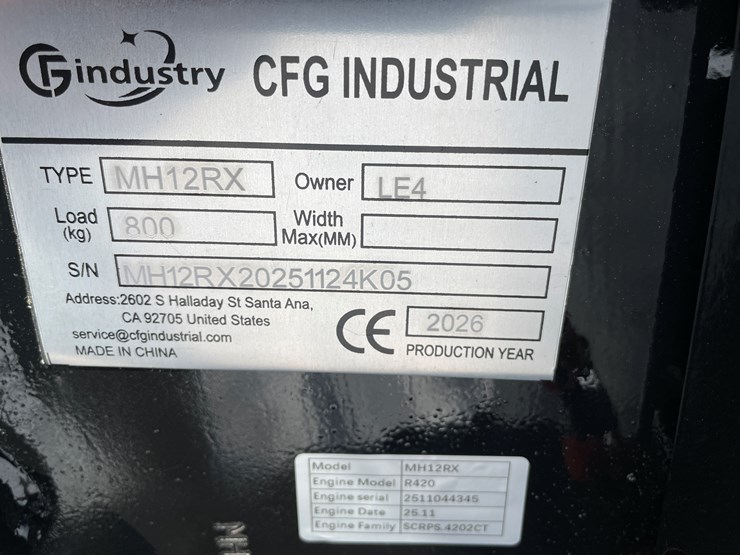 CFG industry CFG INDUSTRIAL
TYPE MH12RX Owner LE4
Load (kg) 800 Width Max(MM)
S/N MH12RX20251124K05
Address:2602 S Halladay St Santa Ana,
CA 92705 United States
service@cfgindustrial.com
MADE IN CHINA
CE 2026
PRODUCTION YEAR
Model MH12RX
Engine Model R420
Engine serial 2511044345
Engine Date 25.11
Engine Family SCRPS.4202CT